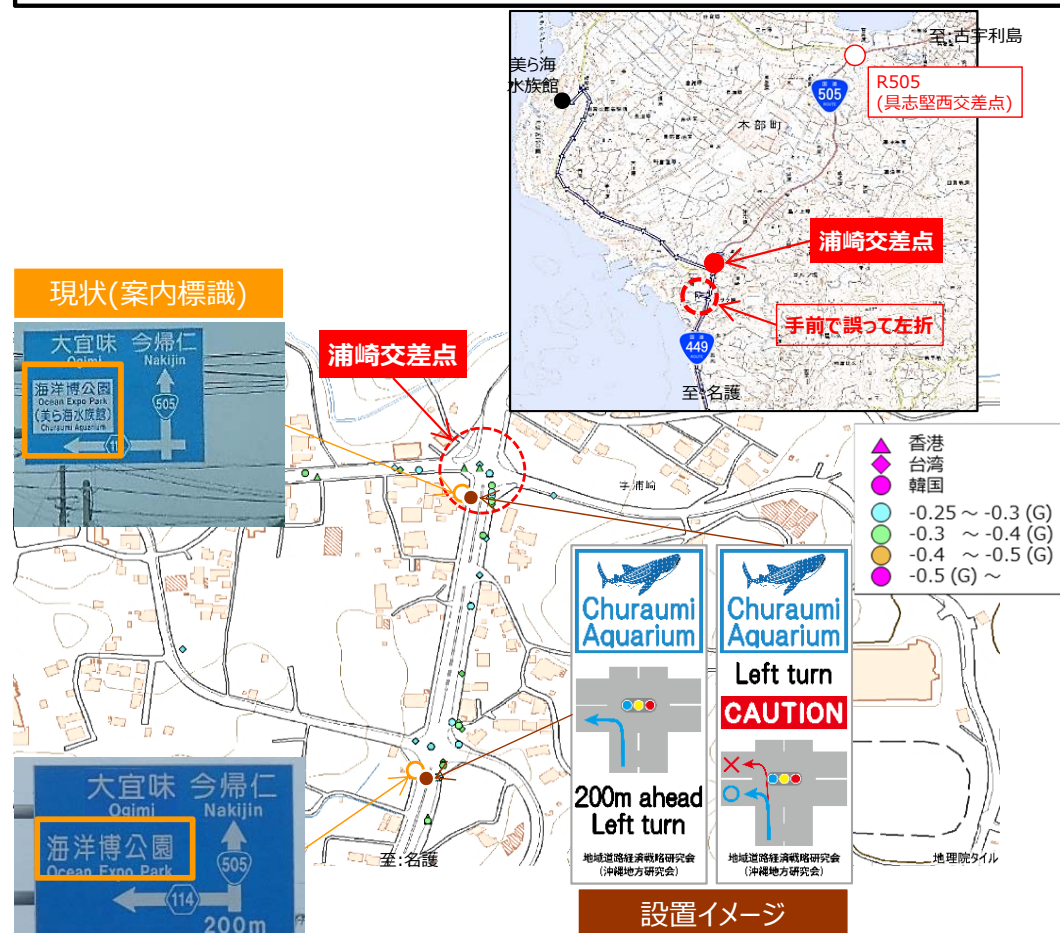 至:古宇利島
美ら海
水族館
R505
(具志堅西交差点)
国道
505
ROUTE
本部町
浦崎交差点
手前で誤って左折
国道
449
ROUTE
至:名護
現状(案内標識)
大宜味 今帰仁
Ogimi Nakijin
海洋博公園
Ocean Expo Park
(美ら海水族館)
Churaumi Aquarium
505
浦崎交差点
字浦崎
香港
台湾
韓国
-0.25 ～ -0.3 (G)
-0.3 ～ -0.4 (G)
-0.4 ～ -0.5 (G)
-0.5 (G) ～
Churaumi
Aquarium
200m ahead
Left turn
地域道路経済戦略研究会
(沖縄地方研究会)
Churaumi
Aquarium
Left turn
CAUTION
地域道路経済戦略研究会
(沖縄地方研究会)
大宜味 今帰仁
Ogimi Nakijin
海洋博公園
Ocean Expo Park
505
114
200m
至:名護
地理院タイル
設置イメージ